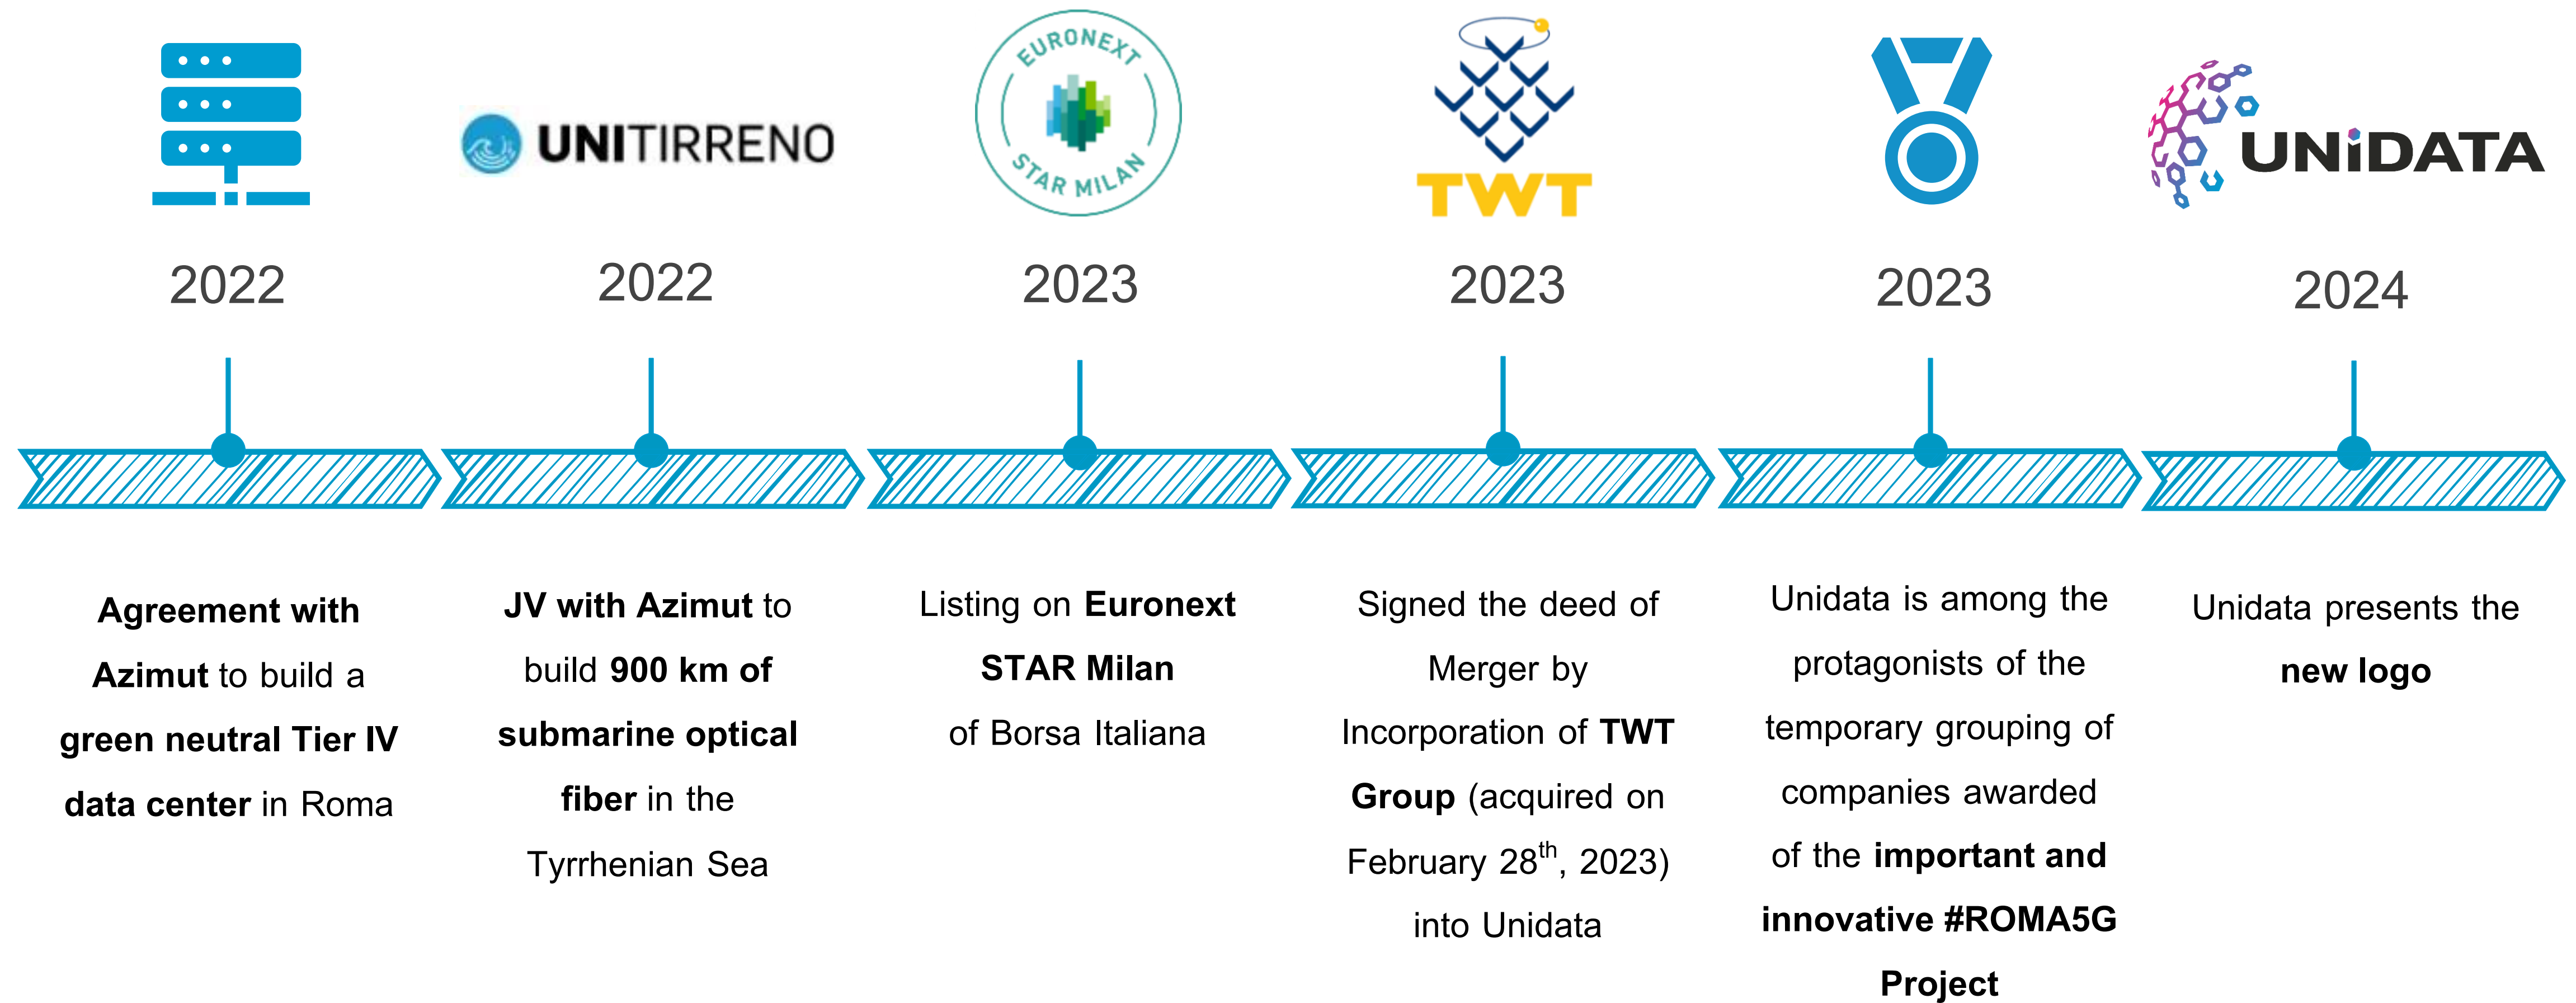 UNITIRRENO
EURONEXT
STAR MILAN
TWT
UNIDATA
2022
2022
2023
2023
2023
2024
Agreement with
Azimut to build a
green neutral Tier IV
data center in Roma
JV with Azimut to
build 900 km of
submarine optical
fiber in the
Tyrrhenian Sea
Listing on Euronext
STAR Milan
of Borsa Italiana
Signed the deed of
Merger by
Incorporation of TWT
Group (acquired on
February 28th, 2023)
into Unidata
Unidata is among the
protagonists of the
temporary grouping of
companies awarded
of the important and
innovative #ROMA5G
Project
Unidata presents the
new logo